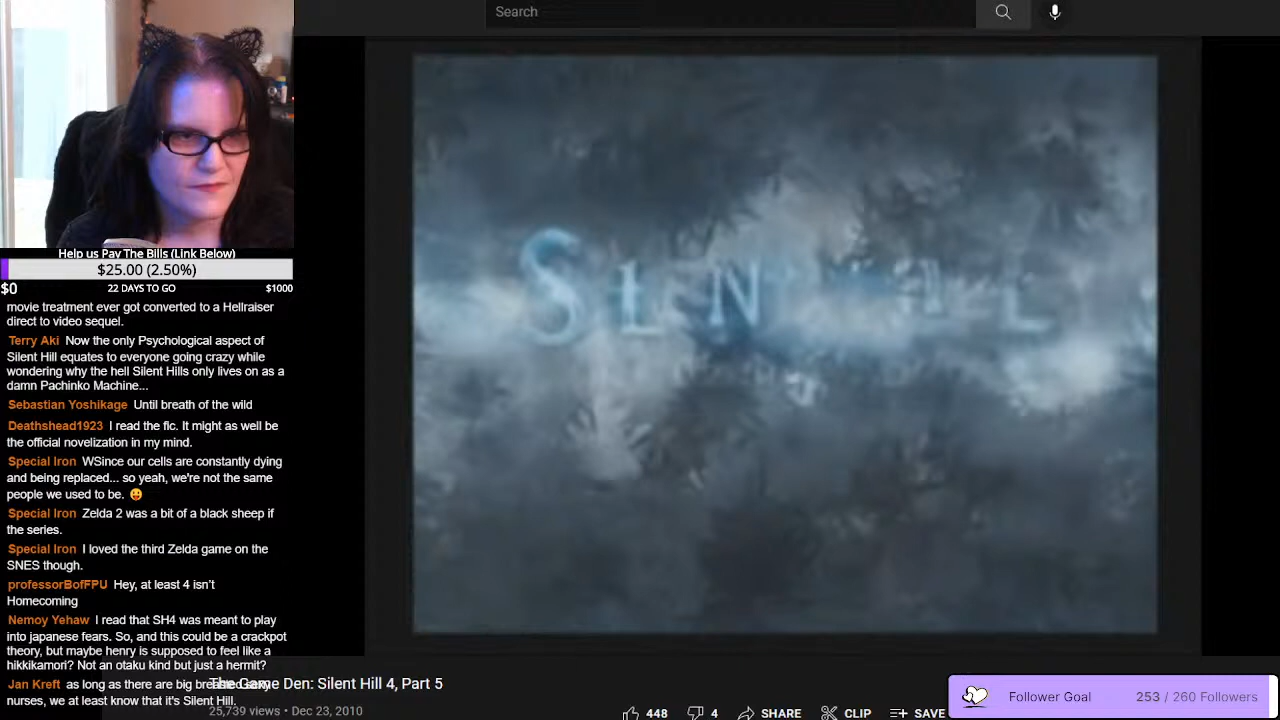 Search
Help us Pay The Bills (Link Below)
$25.00 (2.50%)
$0 22 DAYS TO GO $1000
movie treatment ever got converted to a Hellraiser
direct to video sequel.
Terry Aki Now the only Psychological aspect of
Silent Hill equates to everyone going crazy while
wondering why the hell Silent Hills only lives on as a
damn Pachinko Machine...
Sebastian Yoshikage Until breath of the wild
Deathshead1923 I read the fic. It might as well be
the official novelization in my mind.
Special Iron WSince our cells are constantly dying
and being replaced... so yeah, we're not the same
people we used to be. 😛
Special Iron Zelda 2 was a bit of a black sheep if
the series.
Special Iron I loved the third Zelda game on the
SNES though.
professorBofFPU Hey, at least 4 isn't
Homecoming
Nemoy Yehaw I read that SH4 was meant to play
into japanese fears. So, and this could be a crackpot
theory, but maybe henry is supposed to feel like a
hikkikamori? Not an otaku kind but just a hermit?
Jan Kreft as long as there are big
nurses, we at least know that it's Silent Hill.
The Game Den: Silent Hill 4, Part 5
25,739 views • Dec 23, 2010
448 4 SHARE CLIP SAVE
Follower Goal 253 / 260 Followers